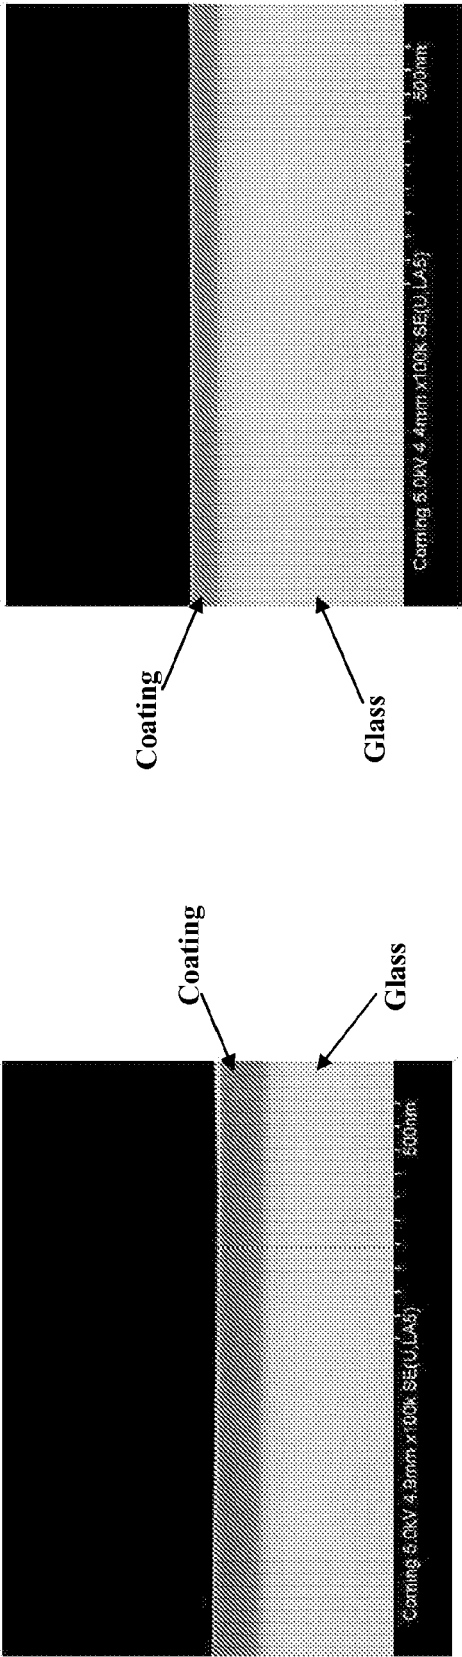 Coating
Glass
Corning 5.0kV 4.4mm x100k SE(U,LA5)
500nm
Coating
Glass
Corning 5.0kV 4.9mm x100k SE(U,LA5)
500nm